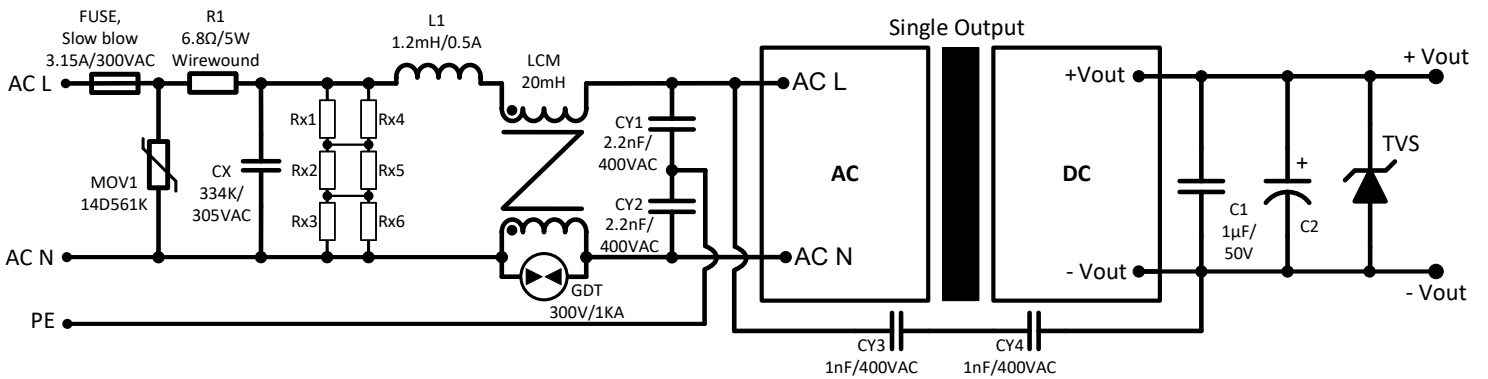 FUSE,
Slow blow
3.15A/300VAC
R1
6.8Ω/5W
Wirewound
L1
1.2mH/0.5A
LCM
20mH
Single Output
AC L
Rx1
Rx4
Rx2
Rx5
Rx3
Rx6
MOV1
14D561K
CX
334K/
305VAC
CY1
2.2nF/
400VAC
CY2
2.2nF/
400VAC
AC L
AC
AC N
+Vout
DC
- Vout
+ Vout
TVS
C1
1µF/
50V
+
C2
- Vout
AC N
GDT
300V/1KA
PE
CY3
1nF/400VAC
CY4
1nF/400VAC